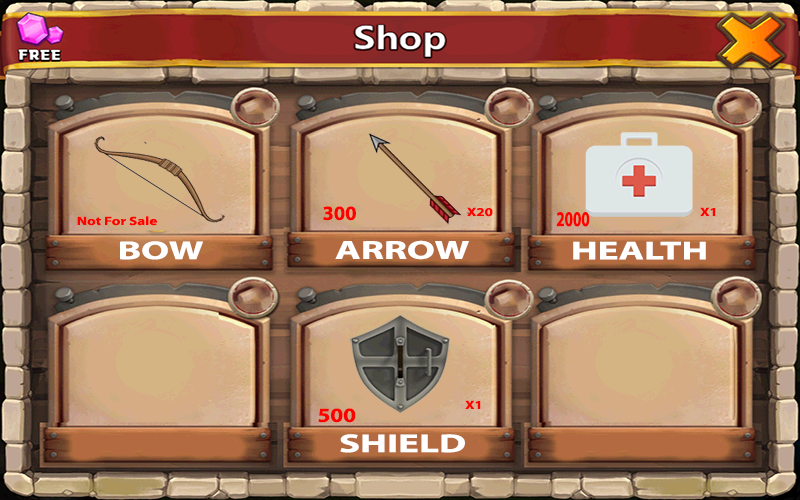 Shop
FREE
Not For Sale
BOW
300
X20
ARROW
2000
X1
HEALTH
500
X1
SHIELD